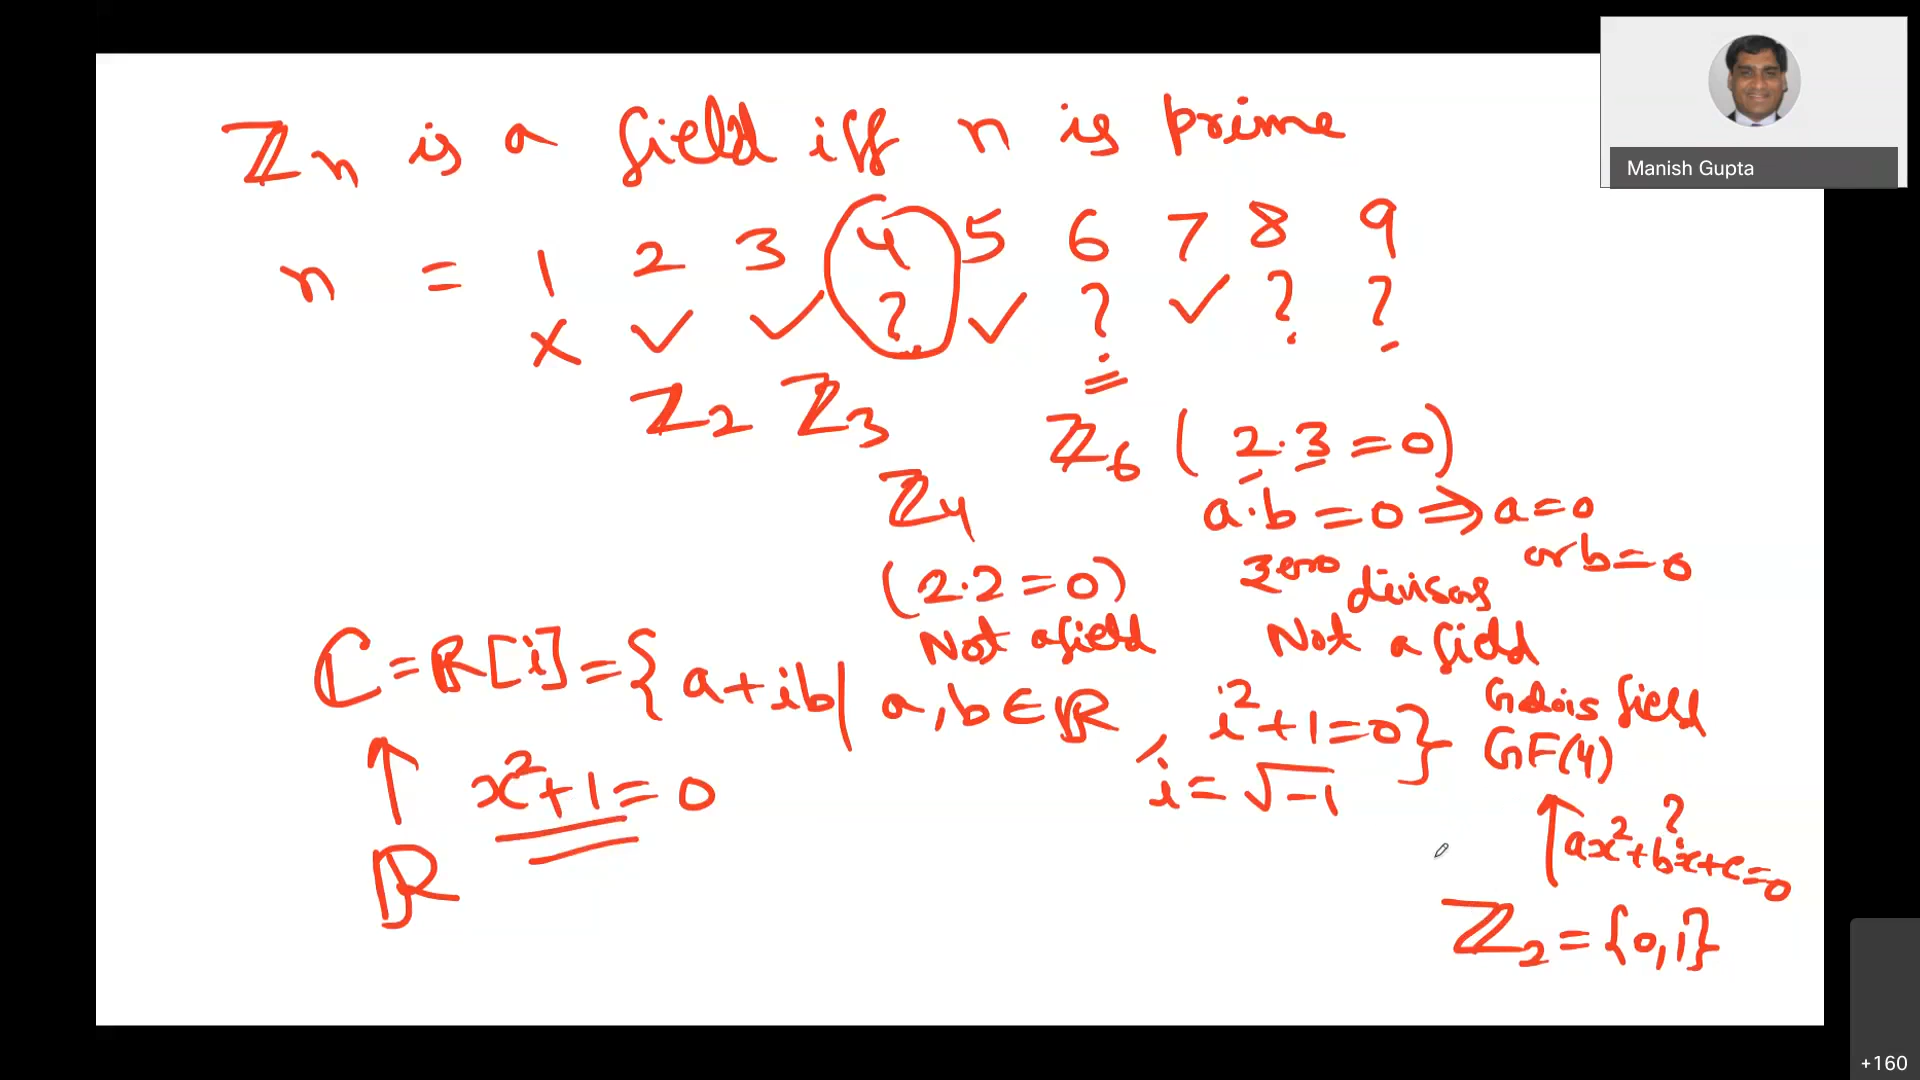 Zn is a field iff n is prime
n = 1 2 3 4 5 6 7 8 9
x ✓ ✓ ? ✓ ? ✓ ? ?
Z2 Z3
Z6 (2·3=0)
Z4
a·b=0⇒a=0
or b=0
(2·2=0)
Zero divisors
Not a field
Not a field
C=R[i]={a+ib| a,b∈R, i²+1=0}
i=√-1
Galois field
GF(4)
x²+1=0
?
ax²+bx+c=0
R
Z2={0,1}
Manish Gupta
+160